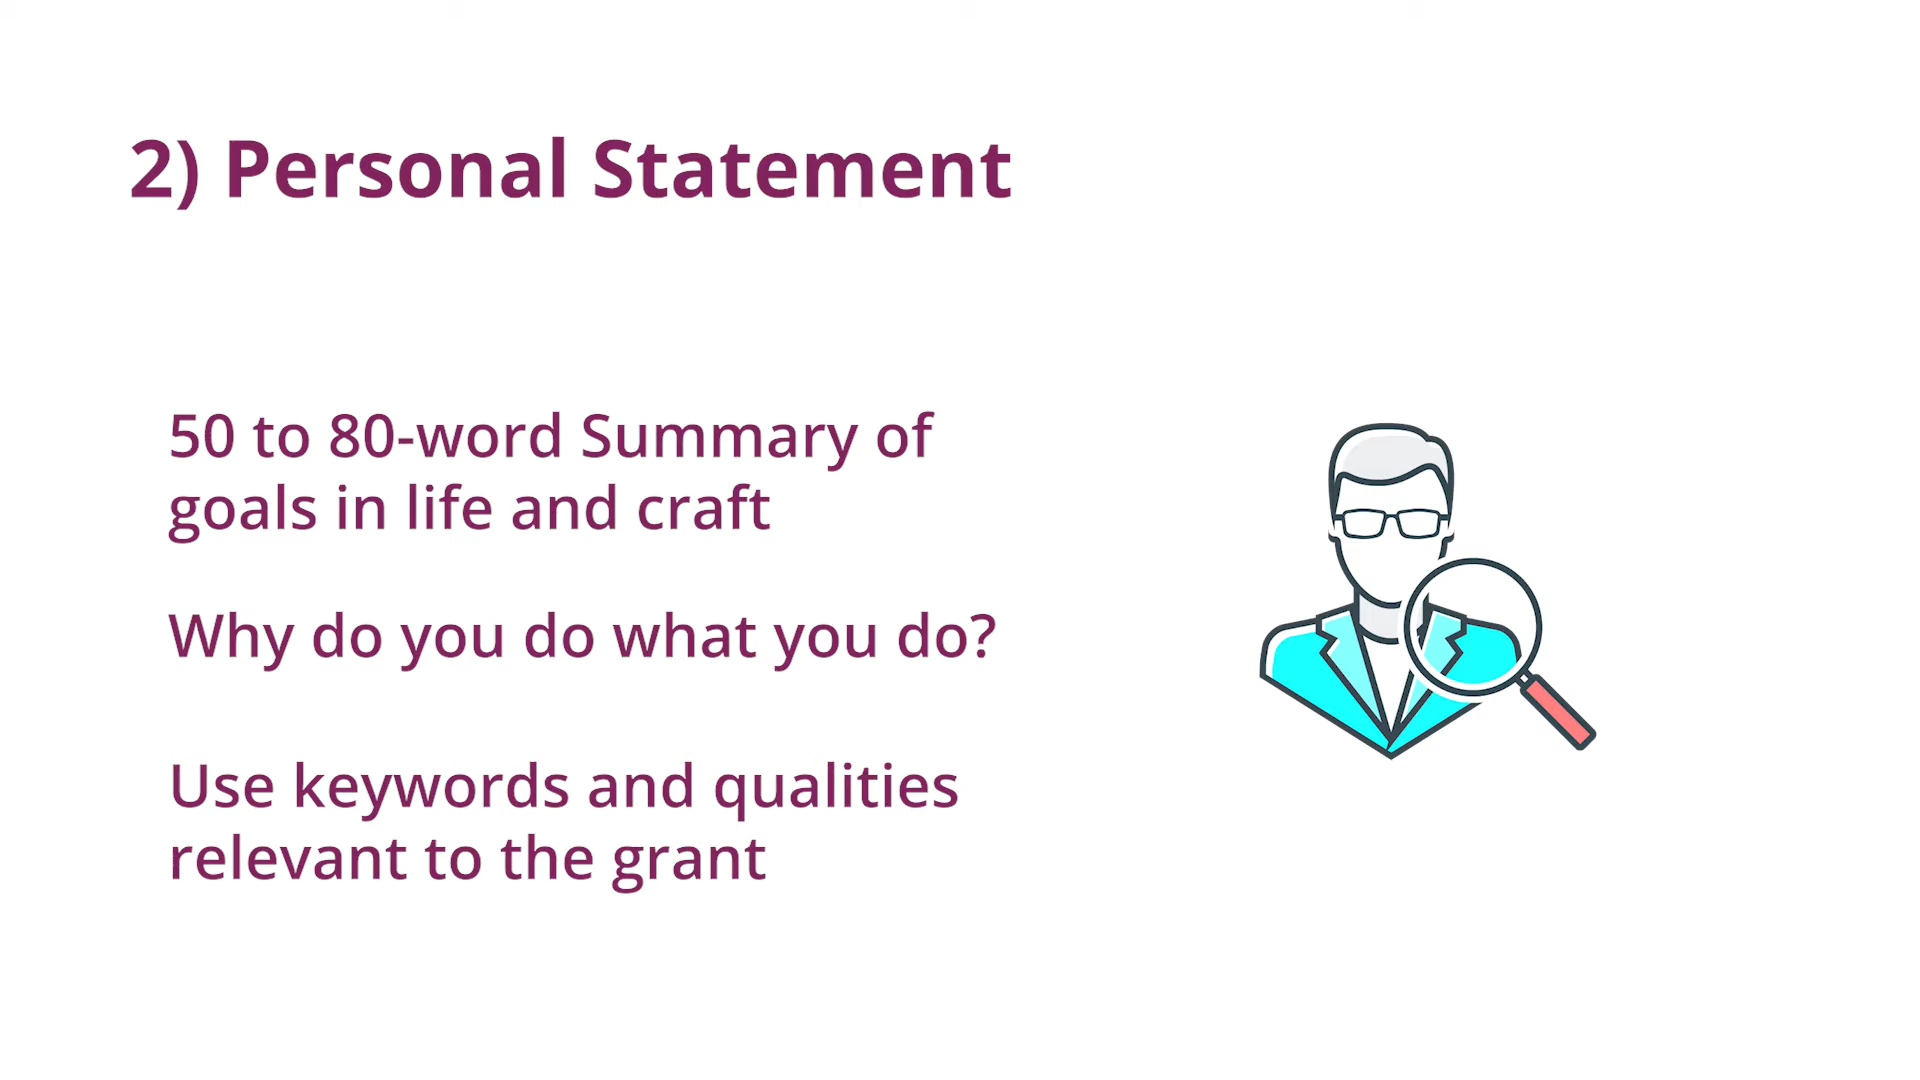 2) Personal Statement
50 to 80-word Summary of
goals in life and craft
Why do you do what you do?
Use keywords and qualities
relevant to the grant